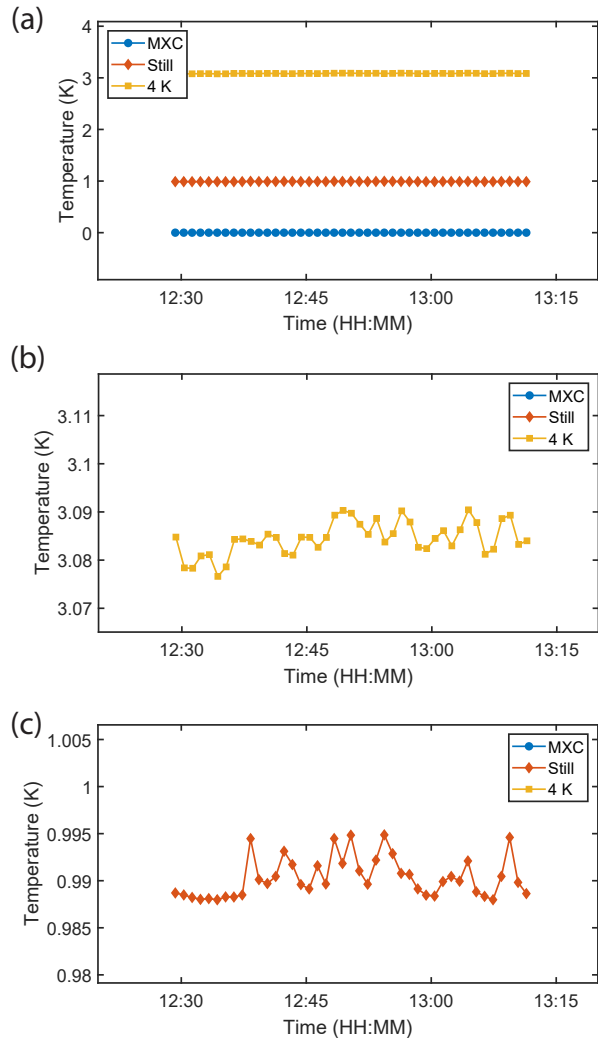 (a)
4
3
2
1
0
Temperature (K)
MXC
Still
4 K
12:30 12:45 13:00 13:15
Time (HH:MM)
(b)
3.11
3.1
3.09
3.08
3.07
Temperature (K)
MXC
Still
4 K
12:30 12:45 13:00 13:15
Time (HH:MM)
(c)
1.005
1
0.995
0.99
0.985
0.98
Temperature (K)
MXC
Still
4 K
12:30 12:45 13:00 13:15
Time (HH:MM)